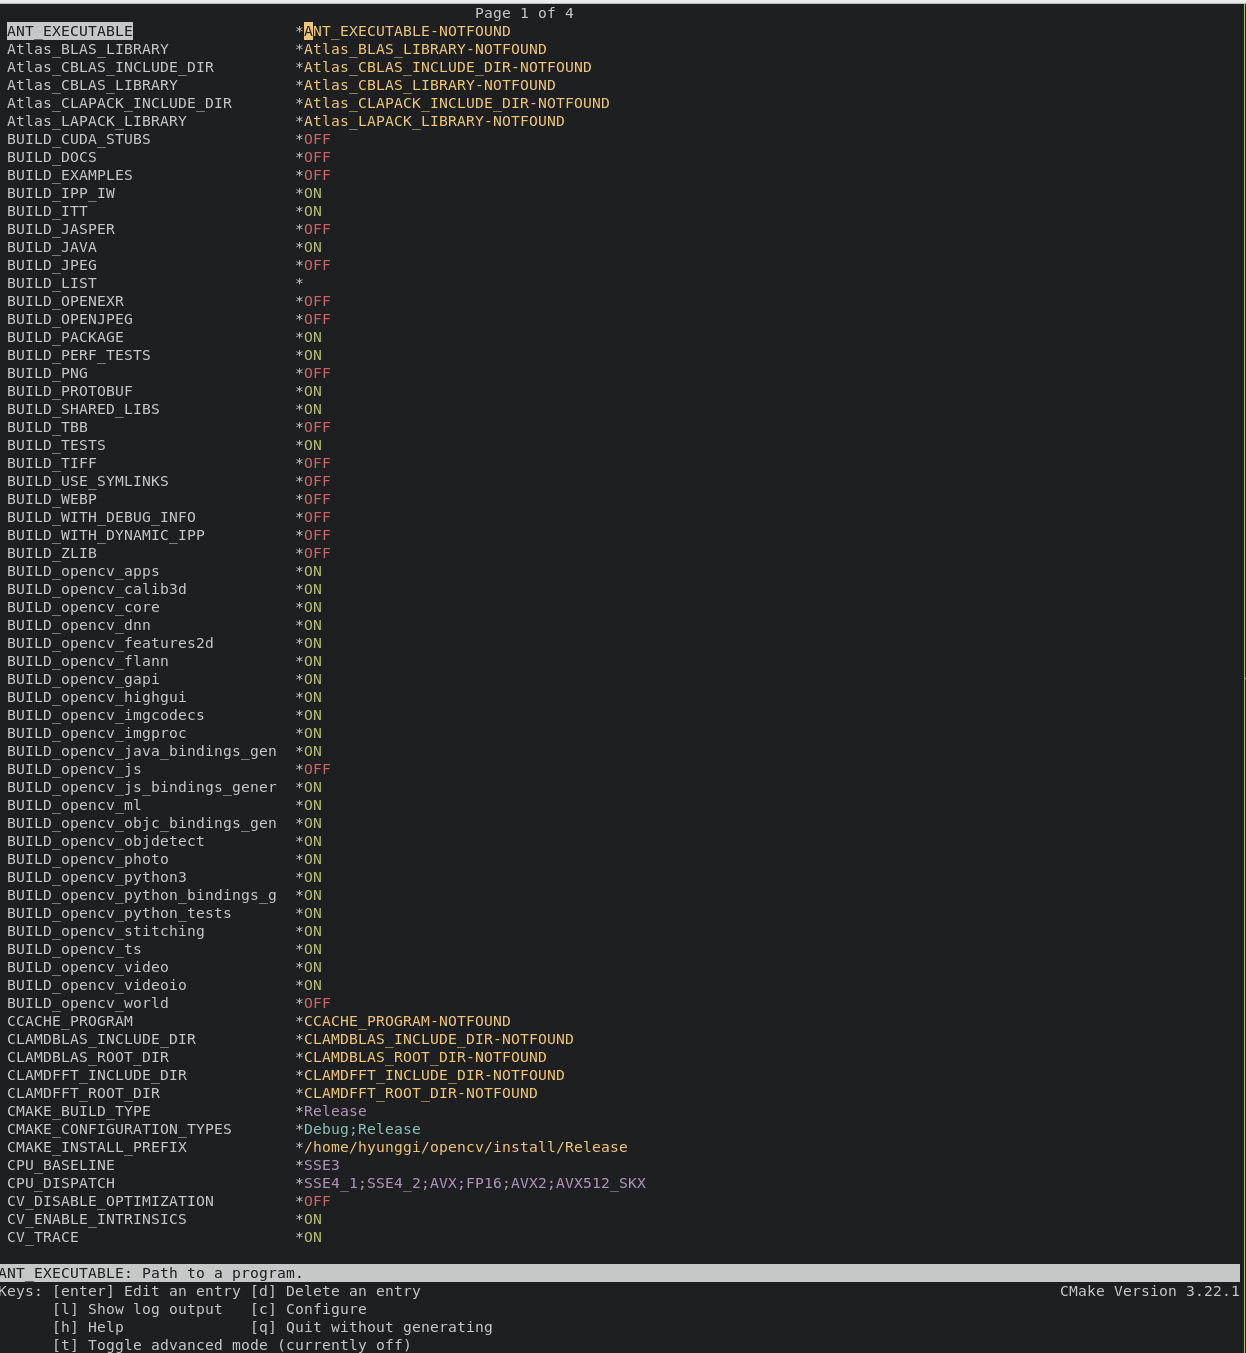 Page 1 of 4
ANT_EXECUTABLE *ANT_EXECUTABLE-NOTFOUND
Atlas_BLAS_LIBRARY *Atlas_BLAS_LIBRARY-NOTFOUND
Atlas_CBLAS_INCLUDE_DIR *Atlas_CBLAS_INCLUDE_DIR-NOTFOUND
Atlas_CBLAS_LIBRARY *Atlas_CBLAS_LIBRARY-NOTFOUND
Atlas_CLAPACK_INCLUDE_DIR *Atlas_CLAPACK_INCLUDE_DIR-NOTFOUND
Atlas_LAPACK_LIBRARY *Atlas_LAPACK_LIBRARY-NOTFOUND
BUILD_CUDA_STUBS *OFF
BUILD_DOCS *OFF
BUILD_EXAMPLES *OFF
BUILD_IPP_IW *ON
BUILD_ITT *ON
BUILD_JASPER *OFF
BUILD_JAVA *ON
BUILD_JPEG *OFF
BUILD_LIST *
BUILD_OPENEXR *OFF
BUILD_OPENJPEG *OFF
BUILD_PACKAGE *ON
BUILD_PERF_TESTS *ON
BUILD_PNG *OFF
BUILD_PROTOBUF *ON
BUILD_SHARED_LIBS *ON
BUILD_TBB *OFF
BUILD_TESTS *ON
BUILD_TIFF *OFF
BUILD_USE_SYMLINKS *OFF
BUILD_WEBP *OFF
BUILD_WITH_DEBUG_INFO *OFF
BUILD_WITH_DYNAMIC_IPP *OFF
BUILD_ZLIB *OFF
BUILD_opencv_apps *ON
BUILD_opencv_calib3d *ON
BUILD_opencv_core *ON
BUILD_opencv_dnn *ON
BUILD_opencv_features2d *ON
BUILD_opencv_flann *ON
BUILD_opencv_gapi *ON
BUILD_opencv_highgui *ON
BUILD_opencv_imgcodecs *ON
BUILD_opencv_imgproc *ON
BUILD_opencv_java_bindings_gen *ON
BUILD_opencv_js *OFF
BUILD_opencv_js_bindings_gener *ON
BUILD_opencv_ml *ON
BUILD_opencv_objc_bindings_gen *ON
BUILD_opencv_objdetect *ON
BUILD_opencv_photo *ON
BUILD_opencv_python3 *ON
BUILD_opencv_python_bindings_g *ON
BUILD_opencv_python_tests *ON
BUILD_opencv_stitching *ON
BUILD_opencv_ts *ON
BUILD_opencv_video *ON
BUILD_opencv_videoio *ON
BUILD_opencv_world *OFF
CCACHE_PROGRAM *CCACHE_PROGRAM-NOTFOUND
CLAMDBLAS_INCLUDE_DIR *CLAMDBLAS_INCLUDE_DIR-NOTFOUND
CLAMDBLAS_ROOT_DIR *CLAMDBLAS_ROOT_DIR-NOTFOUND
CLAMDFFT_INCLUDE_DIR *CLAMDFFT_INCLUDE_DIR-NOTFOUND
CLAMDFFT_ROOT_DIR *CLAMDFFT_ROOT_DIR-NOTFOUND
CMAKE_BUILD_TYPE *Release
CMAKE_CONFIGURATION_TYPES *Debug;Release
CMAKE_INSTALL_PREFIX */home/hyunggi/opencv/install/Release
CPU_BASELINE *SSE3
CPU_DISPATCH *SSE4_1;SSE4_2;AVX;FP16;AVX2;AVX512_SKX
CV_DISABLE_OPTIMIZATION *OFF
CV_ENABLE_INTRINSICS *ON
CV_TRACE *ON
ANT_EXECUTABLE: Path to a program.
Keys: [enter] Edit an entry [d] Delete an entry CMake Version 3.22.1
[l] Show log output [c] Configure
[h] Help [q] Quit without generating
[t] Toggle advanced mode (currently off)